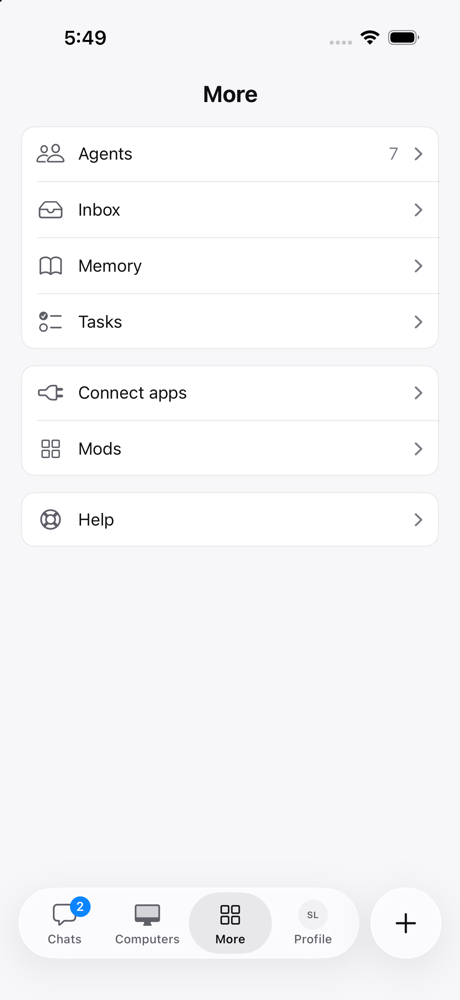 5:49
More
Agents 7
Inbox
Memory
Tasks
Connect apps
Mods
Help
2
Chats Computers More SL Profile